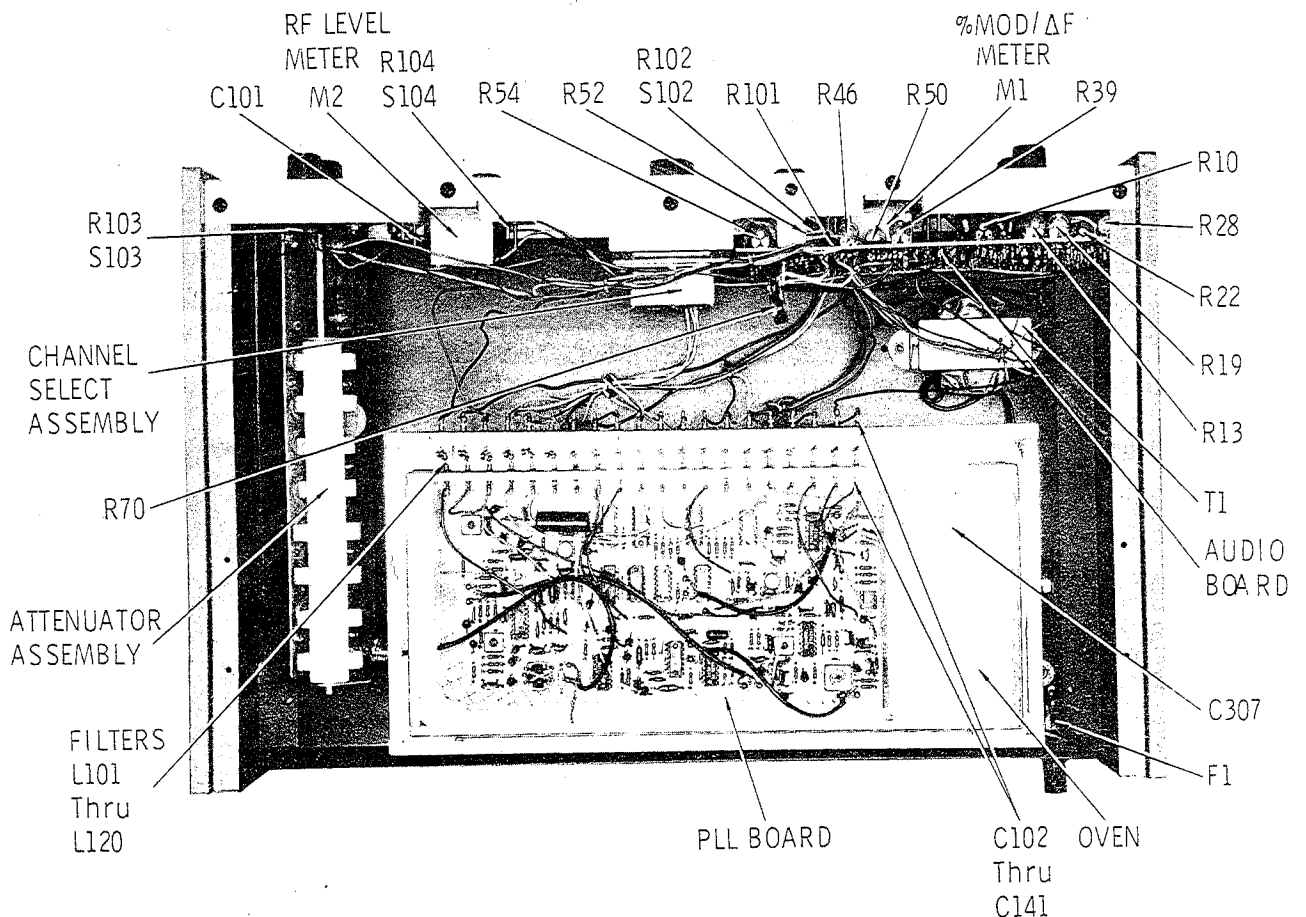 RF LEVEL
METER
M2
C101
R104
S104
R54
R52
R102
S102
R101
R46
R50
%MOD/ΔF
METER
M1
R39
R10
R28
R22
R19
R13
T1
AUDIO
BOARD
C307
F1
R103
S103
CHANNEL
SELECT
ASSEMBLY
R70
ATTENUATOR
ASSEMBLY
FILTERS
L101
Thru
L120
PLL BOARD
C102
Thru
C141
OVEN